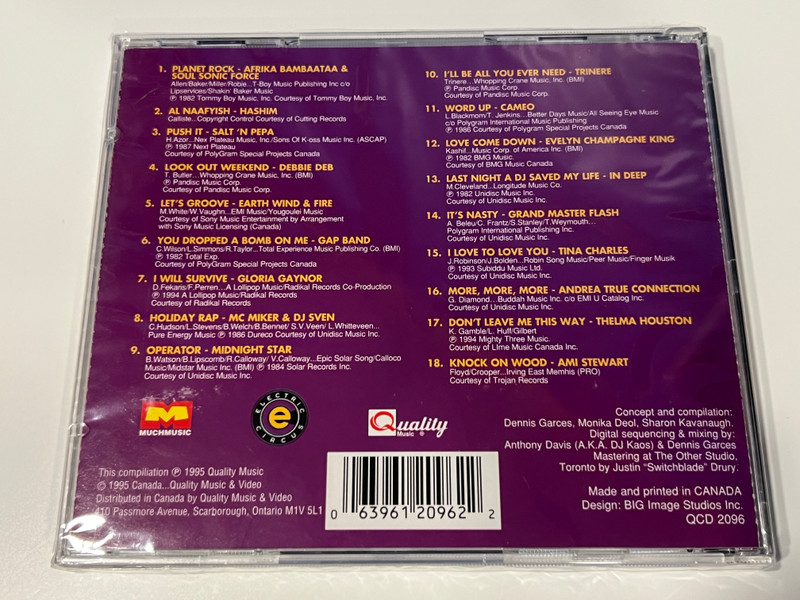 1. PLANET ROCK - AFRIKA BAMBAATAA &
SOUL SONIC FORCE
Allen/Baker/Miller/Robie...T-Boy Music Publishing Inc c/o
Lipservices/Shakin' Baker Music
℗ 1982 Tommy Boy Music, Inc. Courtesy of Tommy Boy Music, Inc.
2. AL NAAFYISH - HASHIM
Calliste...Copyright Control Courtesy of Cutting Records
3. PUSH IT - SALT 'N PEPA
H.Azor...Nex Plateau Music, Inc./Sons Of K-oss Music Inc. (ASCAP)
℗ 1987 Next Plateau
Courtesy of PolyGram Special Projects Canada
4. LOOK OUT WEEKEND - DEBBIE DEB
T. Butler...Whopping Crane Music, Inc. (BMI)
℗ Pandisc Music Corp.
Courtesy of Pandisc Music Corp.
5. LET'S GROOVE - EARTH WIND & FIRE
M.White/W.Vaughn...EMI Music/Yougoulei Music
Courtesy of Sony Music Entertainment by Arrangement
with Sony Music Licensing (Canada)
6. YOU DROPPED A BOMB ON ME - GAP BAND
C.Wilson/L.Simmons/R.Taylor...Total Experience Music Publishing Co. (BMI)
℗ 1982 Total Exp.
Courtesy of PolyGram Special Projects Canada
7. I WILL SURVIVE - GLORIA GAYNOR
D.Fekaris/F.Perren...A Lollipop Music/Radikal Records Co-Production
℗ 1994 A Lollipop Music/Radikal Records
Courtesy of Radikal Records
8. HOLIDAY RAP - MC MIKER & DJ SVEN
C.Hudson/L.Stevens/B.Welch/B.Bennet/ S.V.Veen/ L.Whitteveen...
Pure Energy Music ℗ 1986 Dureco Courtesy of Unidisc Music Inc.
9. OPERATOR - MIDNIGHT STAR
B.Watson/B.Lipscomb/R.Calloway/ V.Calloway...Epic Solar Song/Calloco
Music/Midstar Music Inc. (BMI) ℗ 1984 Solar Records Inc.
Courtesy of Unidisc Music Inc.
10. I'LL BE ALL YOU EVER NEED - TRINERE
Trinere...Whopping Crane Music, Inc. (BMI)
℗ Pandisc Music Corp.
Courtesy of Pandisc Music Corp.
11. WORD UP - CAMEO
L.Blackmom/T. Jenkins...Better Days Music/All Seeing Eye Music
c/o Polygram International Music Publishing
℗ 1986 Courtesy of Polygram Special Projects Canada
12. LOVE COME DOWN - EVELYN CHAMPAGNE KING
Kashif...Music Corp. of America Inc. (BMI)
℗ 1982 BMG Music.
Courtesy of BMG Music Canada
13. LAST NIGHT A DJ SAVED MY LIFE - IN DEEP
M.Cleveland...Longitude Music Co.
℗ 1982 Unidisc Music Inc.
Courtesy of Unidisc Music Inc.
14. IT'S NASTY - GRAND MASTER FLASH
A. Beleu/C. Frantz/S.Stanley/T.Weymouth...
Polygram International Publishing Inc.
Courtesy of Unidisc Music Inc.
15. I LOVE TO LOVE YOU - TINA CHARLES
J.Robinson/J.Bolden...Robin Song Music/Peer Music/Finger Musik
℗ 1993 Subiddu Music Ltd.
Courtesy of Unidisc Music Inc.
16. MORE, MORE, MORE - ANDREA TRUE CONNECTION
G. Diamond...Buddah Music Inc. c/o EMI U Catalog Inc.
Courtesy of Unidisc Music Inc.
17. DON'T LEAVE ME THIS WAY - THELMA HOUSTON
K. Gamble/L. Huff/Gilbert
℗ 1994 Mighty Three Music.
Courtesy of LIme Music Canada Inc.
18. KNOCK ON WOOD - AMI STEWART
Floyd/Crooper...Irving East Memhis (PRO)
Courtesy of Trojan Records
M
MUCHMUSIC
ELECTRIC
e
CIRCUS
Quality
Music ®
Concept and compilation:
Dennis Garces, Monika Deol, Sharon Kavanaugh.
Digital sequencing & mixing by:
Anthony Davis (A.K.A. DJ Kaos) & Dennis Garces
Mastering at The Other Studio,
Toronto by Justin "Switchblade" Drury.
This compiliation ℗ 1995 Quality Music
© 1995 Canada...Quality Music & Video
Distributed in Canada by Quality Music & Video
410 Passmore Avenue, Scarborough, Ontario M1V 5L1
0 63961 20962 2
Made and printed in CANADA
Design: BIG Image Studios Inc.
QCD 2096